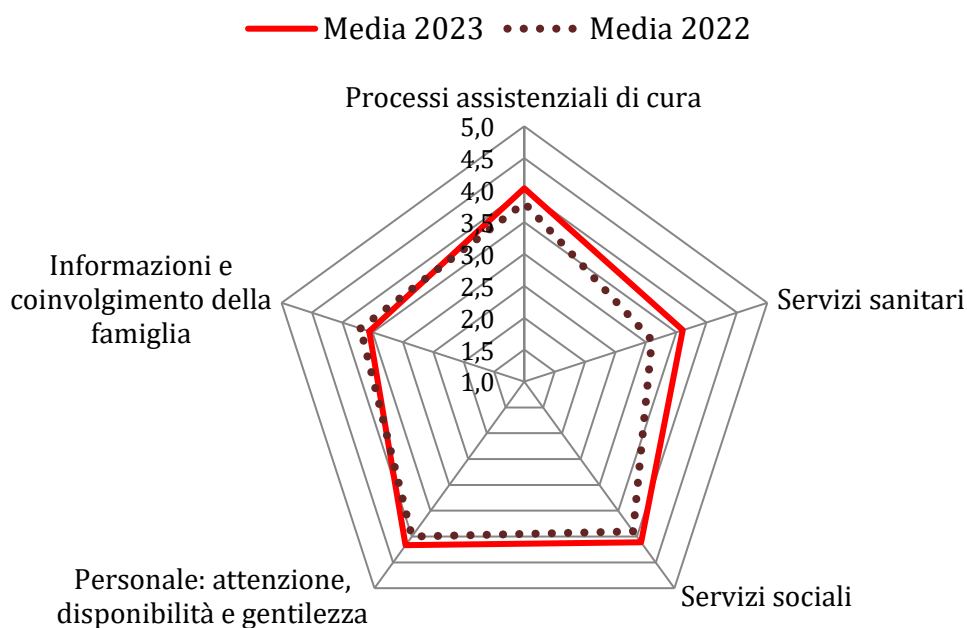 Media 2023 Media 2022
Processi assistenziali di cura
5,0
4,5
4,0
3,5
3,0
2,5
2,0
1,5
1,0
Servizi sanitari
Servizi sociali
Personale: attenzione,
disponibilità e gentilezza
Informazioni e
coinvolgimento della
famiglia